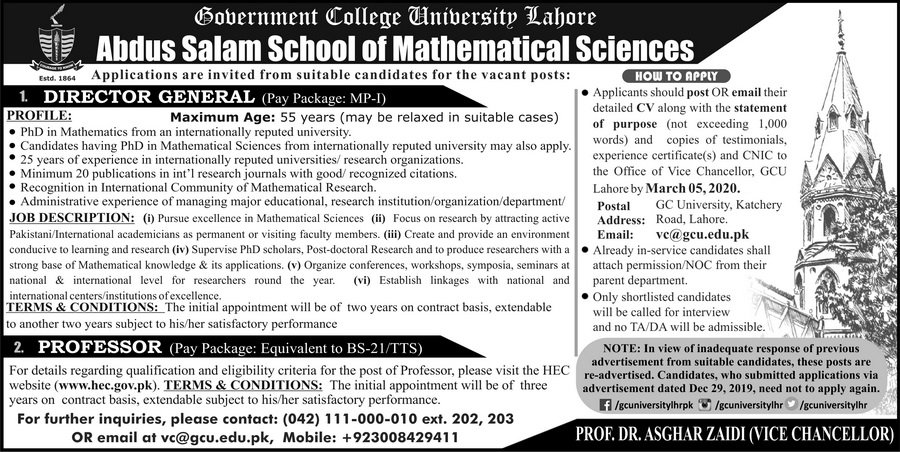 Government College University Lahore
Abdus Salam School of Mathematical Sciences
Estd. 1864
Applications are invited from suitable candidates for the vacant posts:
1. DIRECTOR GENERAL (Pay Package: MP-I)
PROFILE: Maximum Age: 55 years (may be relaxed in suitable cases)
● PhD in Mathematics from an internationally reputed university.
● Candidates having PhD in Mathematical Sciences from internationally reputed university may also apply.
● 25 years of experience in internationally reputed universities/ research organizations.
● Minimum 20 publications in int'l research journals with good/ recognized citations.
● Recognition in International Community of Mathematical Research.
● Administrative experience of managing major educational, research institution/organization/department/
JOB DESCRIPTION: (i) Pursue excellence in Mathematical Sciences (ii) Focus on research by attracting active
Pakistani/International academicians as permanent or visiting faculty members. (iii) Create and provide an environment
conducive to learning and research (iv) Supervise PhD scholars, Post-doctoral Research and to produce researchers with a
strong base of Mathematical knowledge & its applications. (v) Organize conferences, workshops, symposia, seminars at
national & international level for researchers round the year. (vi) Establish linkages with national and
international centers/institutions of excellence.
TERMS & CONDITIONS: The initial appointment will be of two years on contract basis, extendable
to another two years subject to his/her satisfactory performance
2. PROFESSOR (Pay Package: Equivalent to BS-21/TTS)
For details regarding qualification and eligibility criteria for the post of Professor, please visit the HEC
website (www.hec.gov.pk). TERMS & CONDITIONS: The initial appointment will be of three
years on contract basis, extendable subject to his/her satisfactory performance.
For further inquiries, please contact: (042) 111-000-010 ext. 202, 203
OR email at vc@gcu.edu.pk, Mobile: +923008429411
HOW TO APPLY
● Applicants should post OR email their
detailed CV along with the statement
of purpose (not exceeding 1,000
words) and copies of testimonials,
experience certificate(s) and CNIC to
the Office of Vice Chancellor, GCU
Lahore by March 05, 2020.
Postal GC University, Katchery
Address: Road, Lahore.
Email: vc@gcu.edu.pk
● Already in-service candidates shall
attach permission/NOC from their
parent department.
● Only shortlisted candidates
will be called for interview
and no TA/DA will be admissible.
NOTE: In view of inadequate response of previous
advertisement from suitable candidates, these posts are
re-advertised. Candidates, who submitted applications via
advertisement dated Dec 29, 2019, need not to apply again.
/gcuniversitylhrpk /gcuniversitylhr /gcuniversitylhr
PROF. DR. ASGHAR ZAIDI (VICE CHANCELLOR)